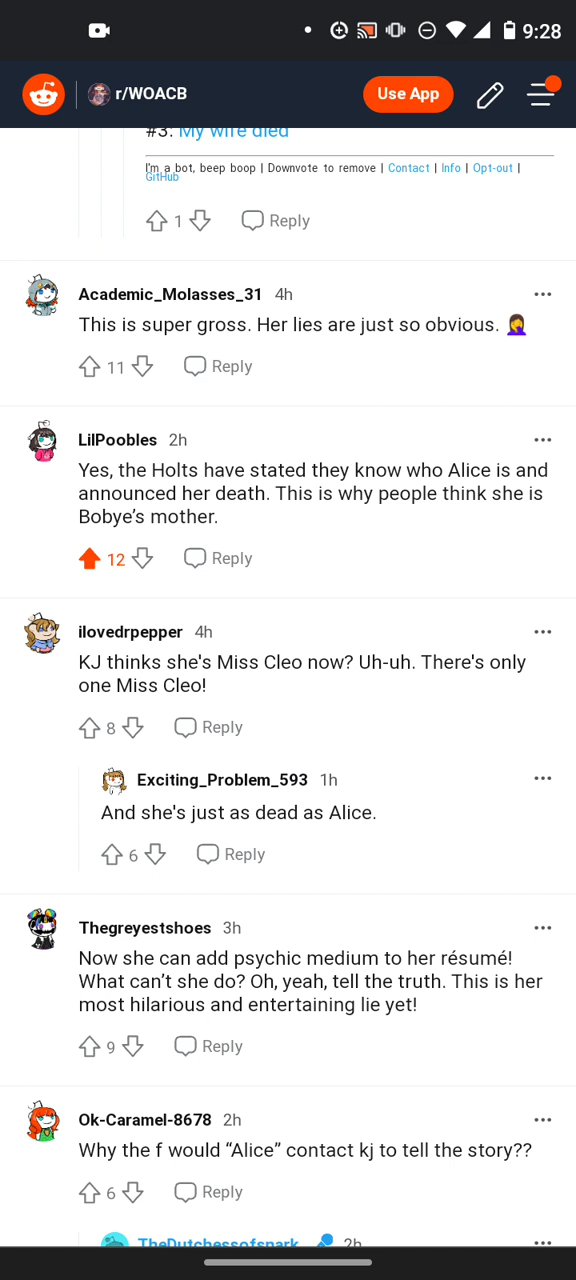 9:28
r/WOACB
Use App
#3: My wife died
I'm a bot, beep boop | Downvote to remove | Contact | Info | Opt-out |
GitHub
1 Reply
Academic_Molasses_31 4h
This is super gross. Her lies are just so obvious. 🤦‍♀️
11 Reply
LilPoobles 2h
Yes, the Holts have stated they know who Alice is and
announced her death. This is why people think she is
Bobye’s mother.
12 Reply
ilovedrpepper 4h
KJ thinks she's Miss Cleo now? Uh-uh. There's only
one Miss Cleo!
8 Reply
Exciting_Problem_593 1h
And she's just as dead as Alice.
6 Reply
Thegreyestshoes 3h
Now she can add psychic medium to her résumé!
What can’t she do? Oh, yeah, tell the truth. This is her
most hilarious and entertaining lie yet!
9 Reply
Ok-Caramel-8678 2h
Why the f would “Alice” contact kj to tell the story??
6 Reply
TheDutchessofsnark 2h